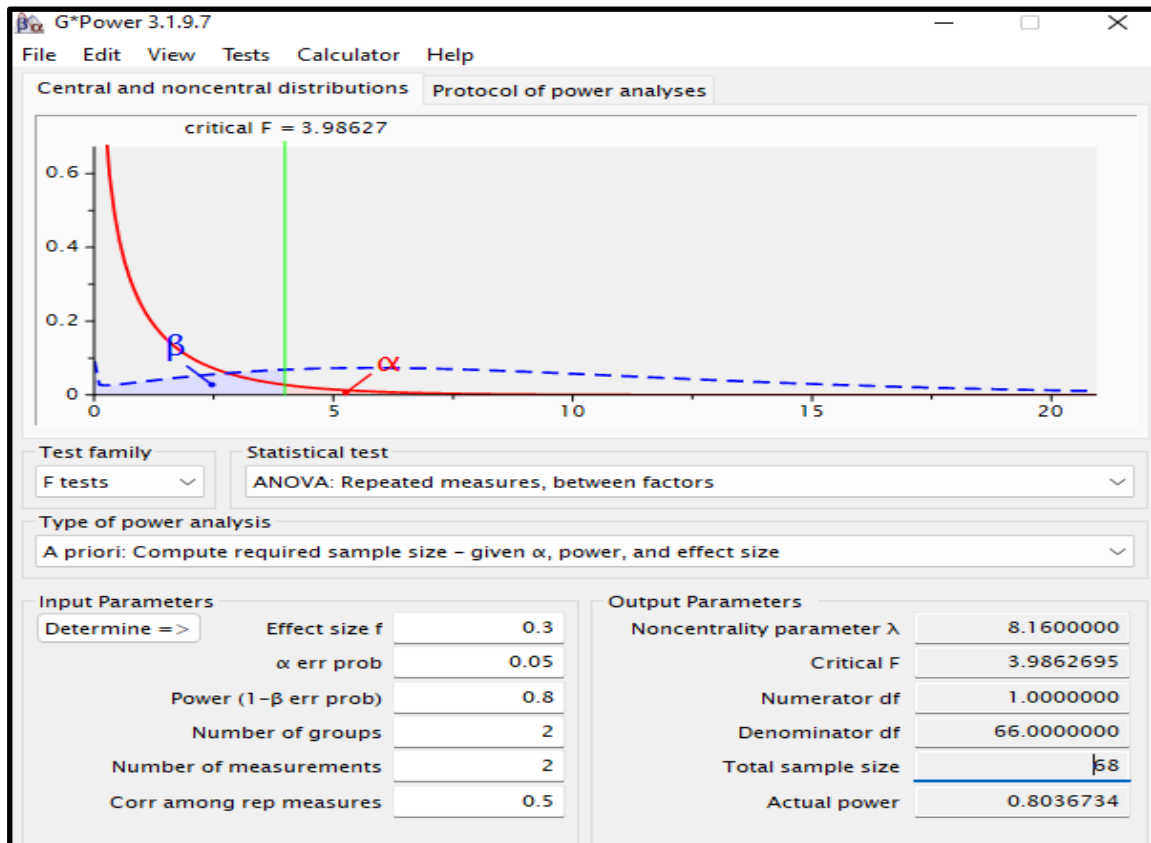 G*Power 3.1.9.7
File Edit View Tests Calculator Help
Central and noncentral distributions Protocol of power analyses
critical F = 3.98627
0.6
0.4
0.2
0
β
α
0 5 10 15 20
Test family Statistical test
F tests ANOVA: Repeated measures, between factors
Type of power analysis
A priori: Compute required sample size – given α, power, and effect size
Input Parameters Output Parameters
Determine => Effect size f 0.3 Noncentrality parameter λ 8.1600000
α err prob 0.05 Critical F 3.9862695
Power (1-β err prob) 0.8 Numerator df 1.0000000
Number of groups 2 Denominator df 66.0000000
Number of measurements 2 Total sample size 68
Corr among rep measures 0.5 Actual power 0.8036734